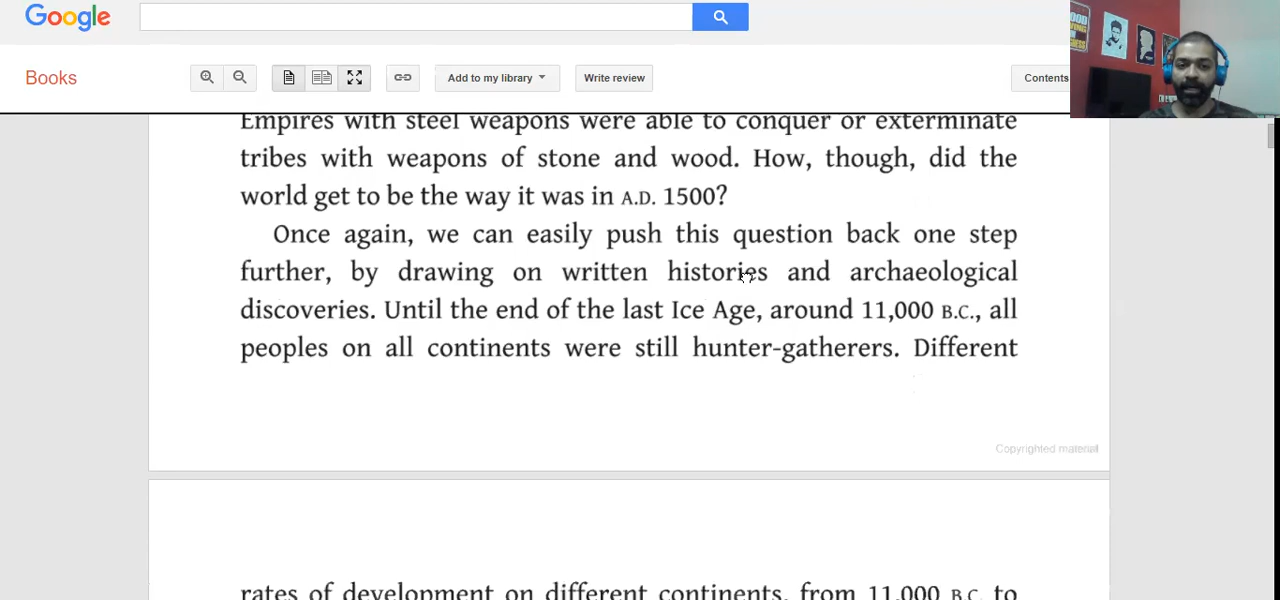 Google
Books
Add to my library
Write review
Contents
Empires with steel weapons were able to conquer or exterminate
tribes with weapons of stone and wood. How, though, did the
world get to be the way it was in A.D. 1500?
Once again, we can easily push this question back one step
further, by drawing on written histories and archaeological
discoveries. Until the end of the last Ice Age, around 11,000 B.C., all
peoples on all continents were still hunter-gatherers. Different
Copyrighted material
rates of development on different continents, from 11,000 B.C. to